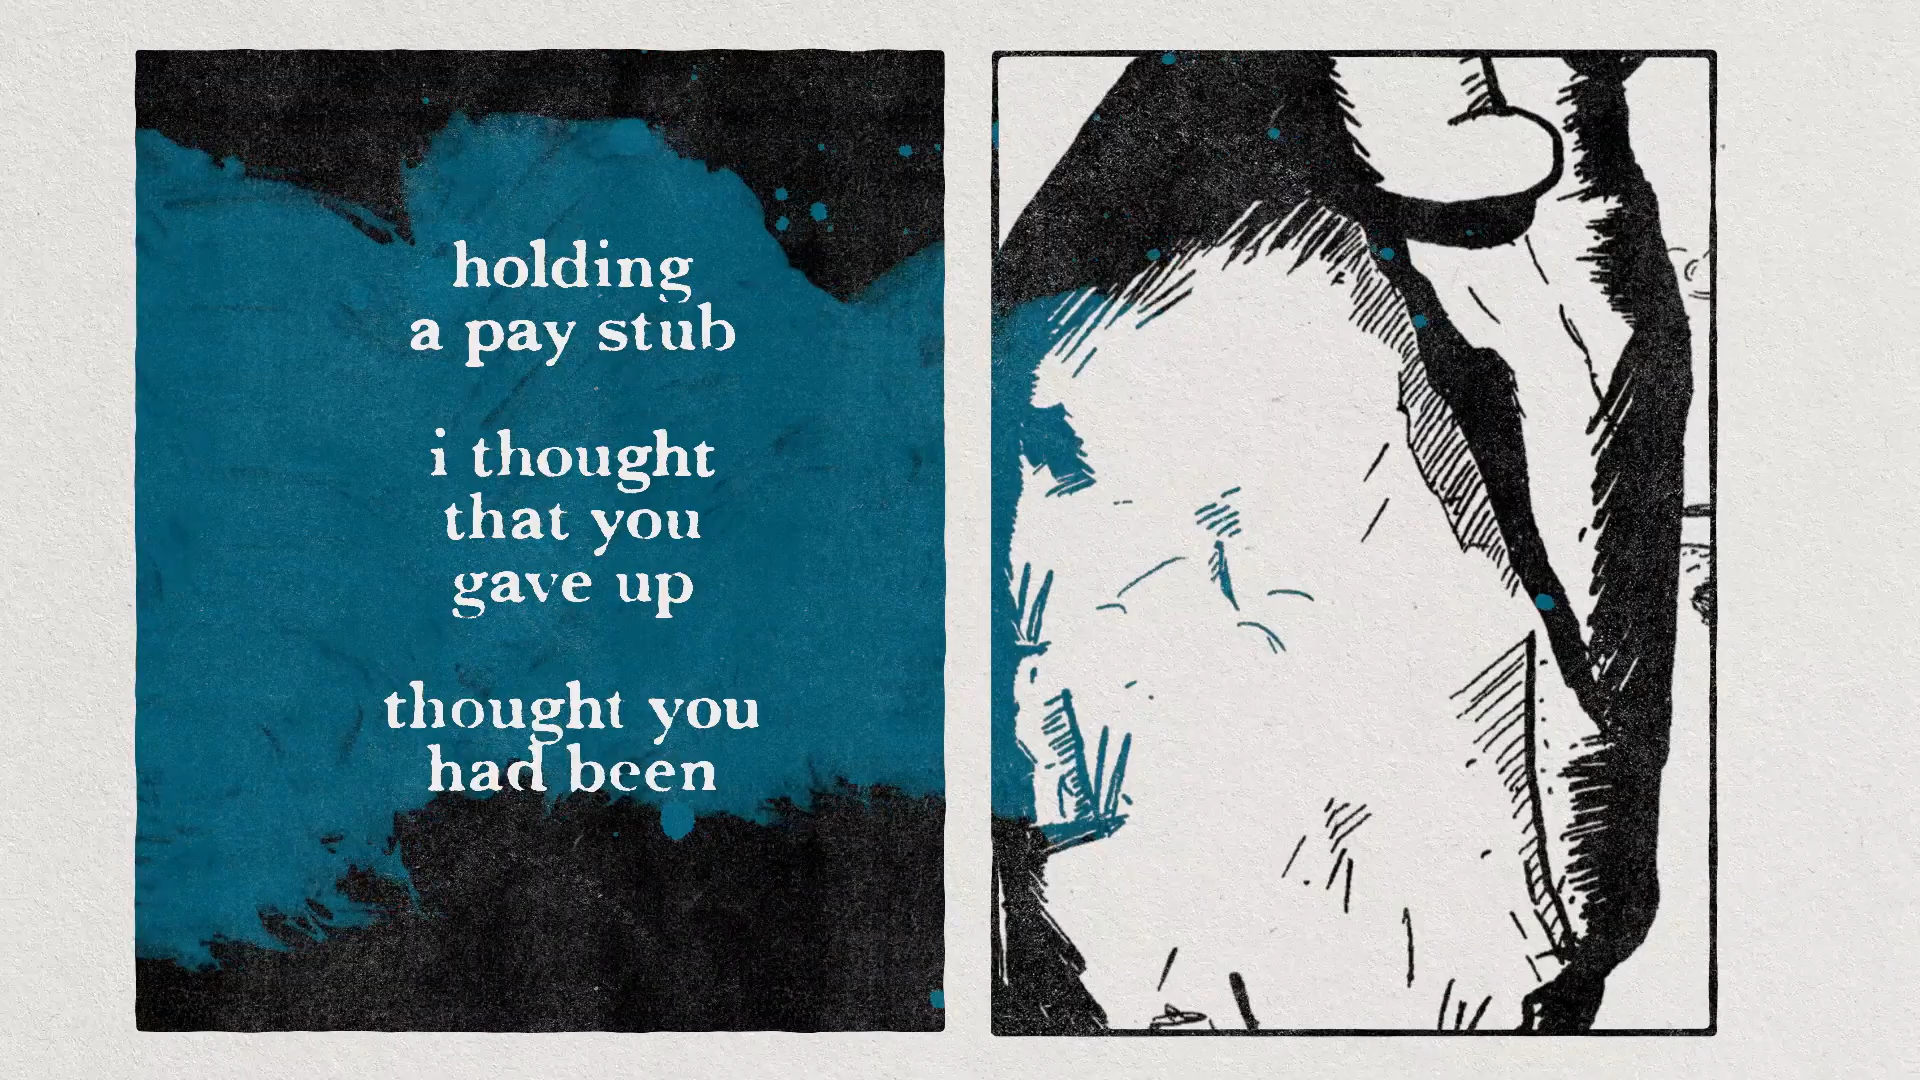 holding
a pay stub
i thought
that you
gave up
thought you
had been